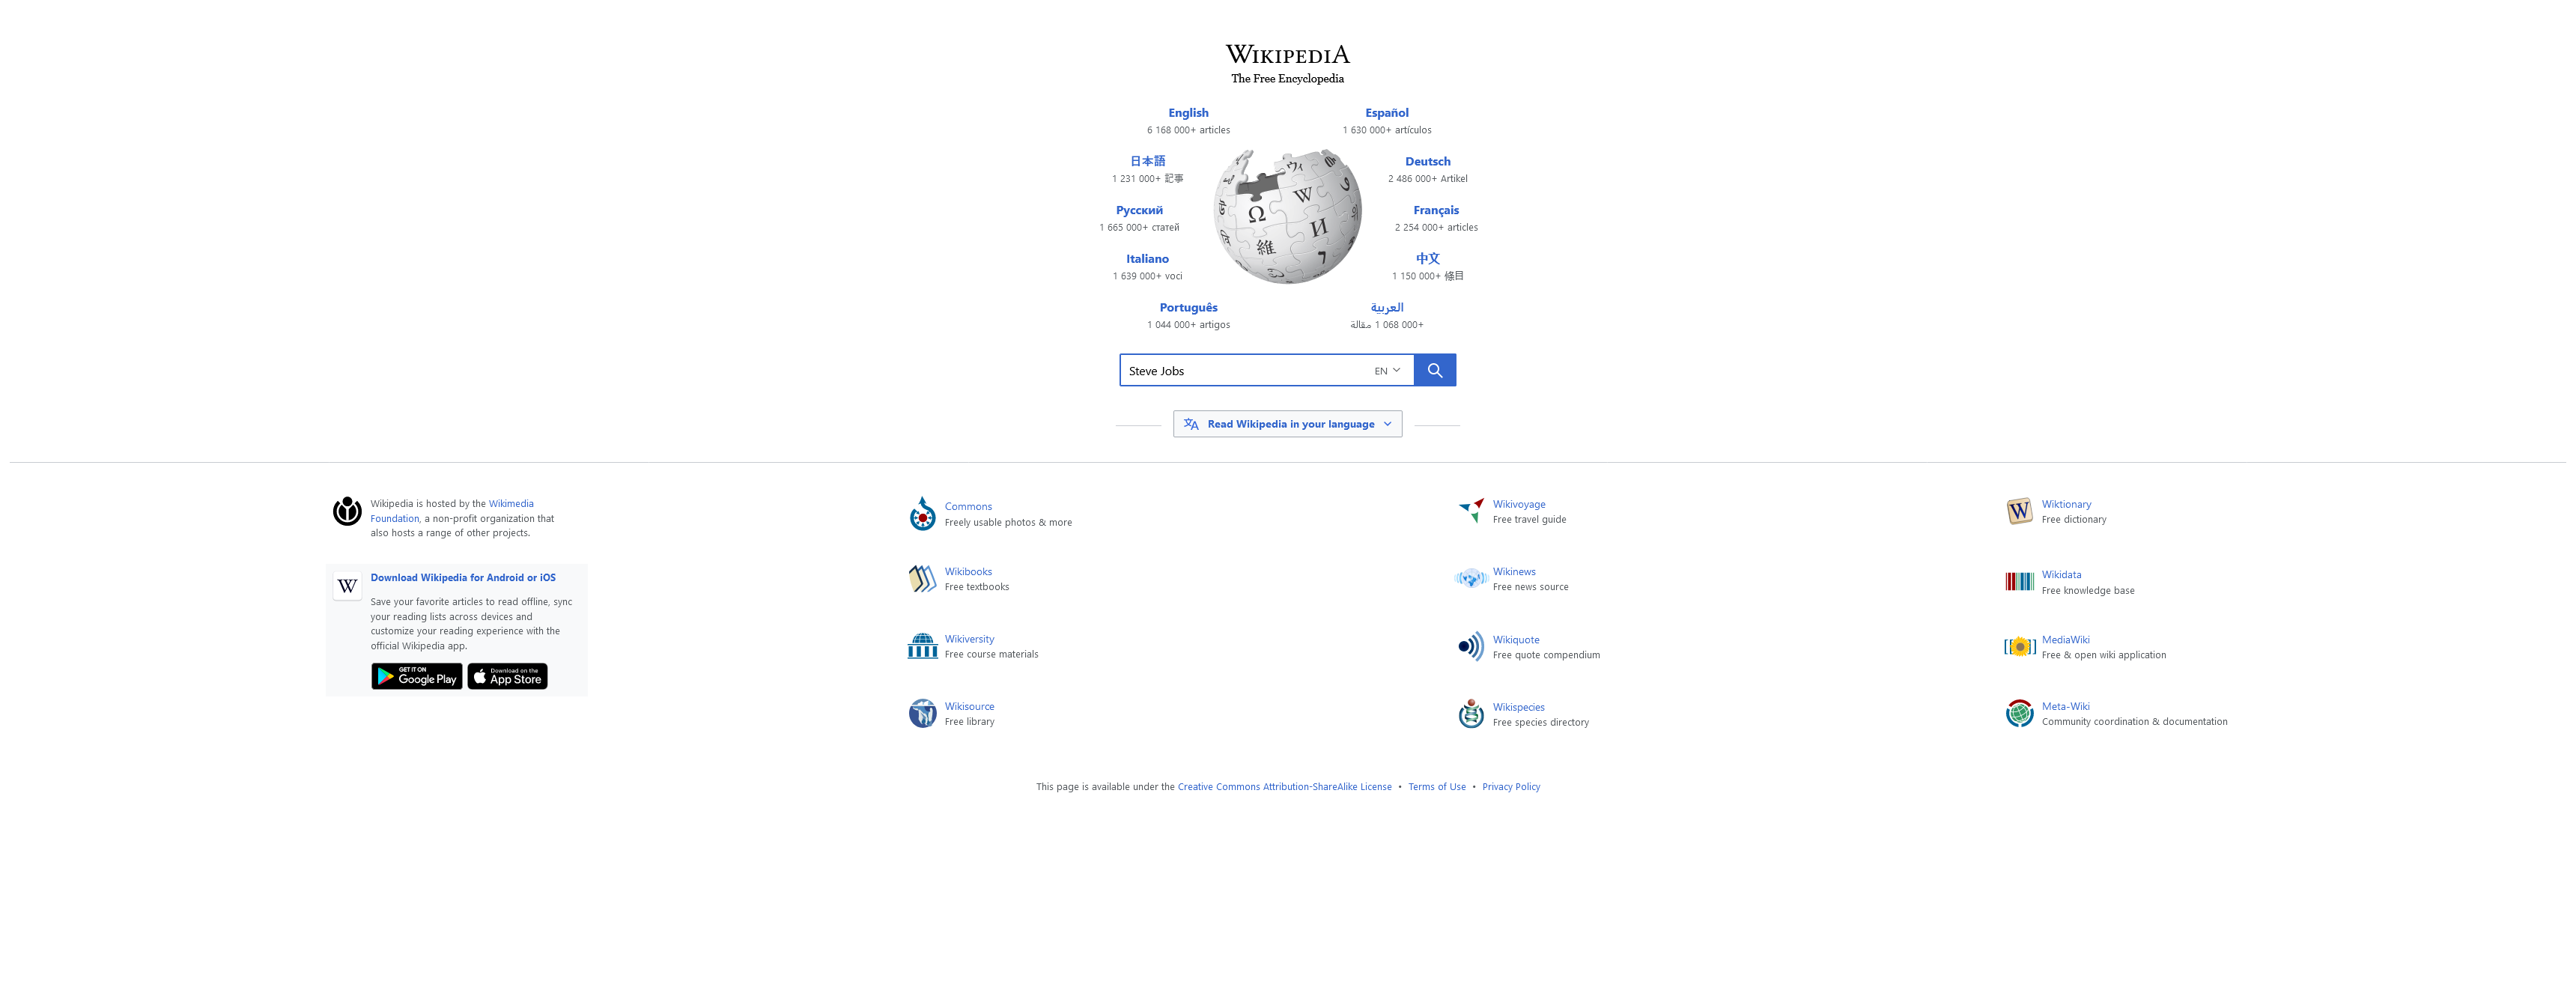 WIKIPEDIA
The Free Encyclopedia
English
6 168 000+ articles
Español
1 630 000+ artículos
日本語
1 231 000+ 記事
Deutsch
2 486 000+ Artikel
Русский
1 665 000+ статей
Français
2 254 000+ articles
Italiano
1 639 000+ voci
中文
1 150 000+ 條目
Português
1 044 000+ artigos
العربية
1 068 000+ مقالة
Ω
W
И
維
Steve Jobs
EN
Read Wikipedia in your language
Wikipedia is hosted by the Wikimedia
Foundation, a non-profit organization that
also hosts a range of other projects.
W
Download Wikipedia for Android or iOS
Save your favorite articles to read offline, sync
your reading lists across devices and
customize your reading experience with the
official Wikipedia app.
GET IT ON
Google Play
Download on the
App Store
Commons
Freely usable photos & more
Wikivoyage
Free travel guide
W
Wiktionary
Free dictionary
Wikibooks
Free textbooks
Wikinews
Free news source
Wikidata
Free knowledge base
Wikiversity
Free course materials
Wikiquote
Free quote compendium
MediaWiki
Free & open wiki application
Wikisource
Free library
Wikispecies
Free species directory
Meta-Wiki
Community coordination & documentation
This page is available under the Creative Commons Attribution-ShareAlike License • Terms of Use • Privacy Policy